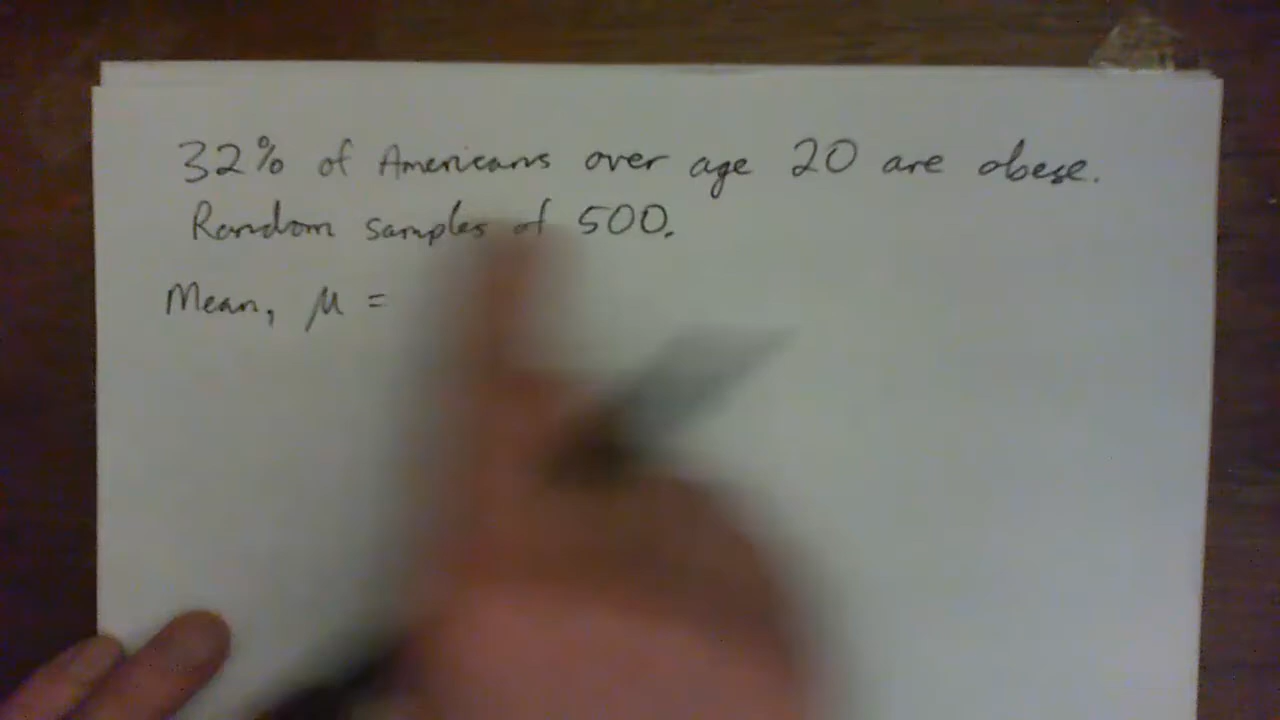 32% of Americans over age 20 are obese.
Random samples of 500.
Mean, μ =